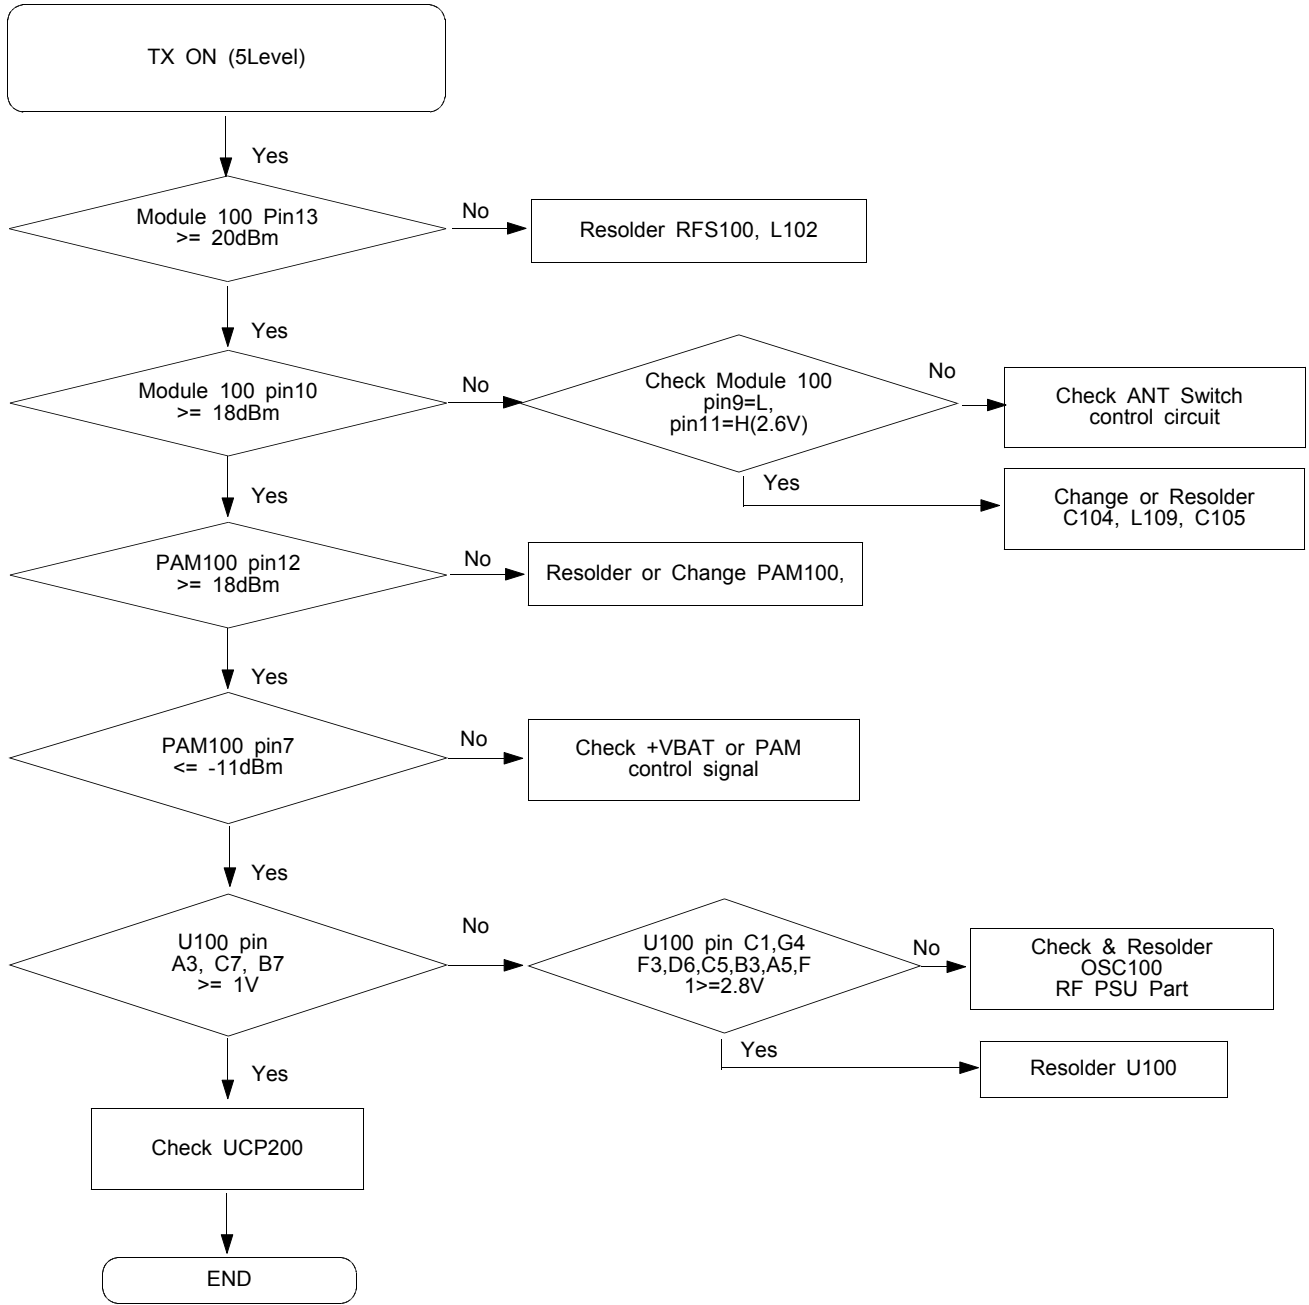 TX ON (5Level)
Yes
Module 100 Pin13
>= 20dBm
No
Resolder RFS100, L102
Yes
Module 100 pin10
>= 18dBm
No
Check Module 100
pin9=L,
pin11=H(2.6V)
No
Check ANT Switch
control circuit
Yes
Change or Resolder
C104, L109, C105
Yes
PAM100 pin12
>= 18dBm
No
Resolder or Change PAM100,
Yes
PAM100 pin7
<= -11dBm
No
Check +VBAT or PAM
control signal
Yes
U100 pin
A3, C7, B7
>= 1V
No
U100 pin C1,G4
F3,D6,C5,B3,A5,F
1>=2.8V
No
Check & Resolder
OSC100
RF PSU Part
Yes
Resolder U100
Yes
Check UCP200
END